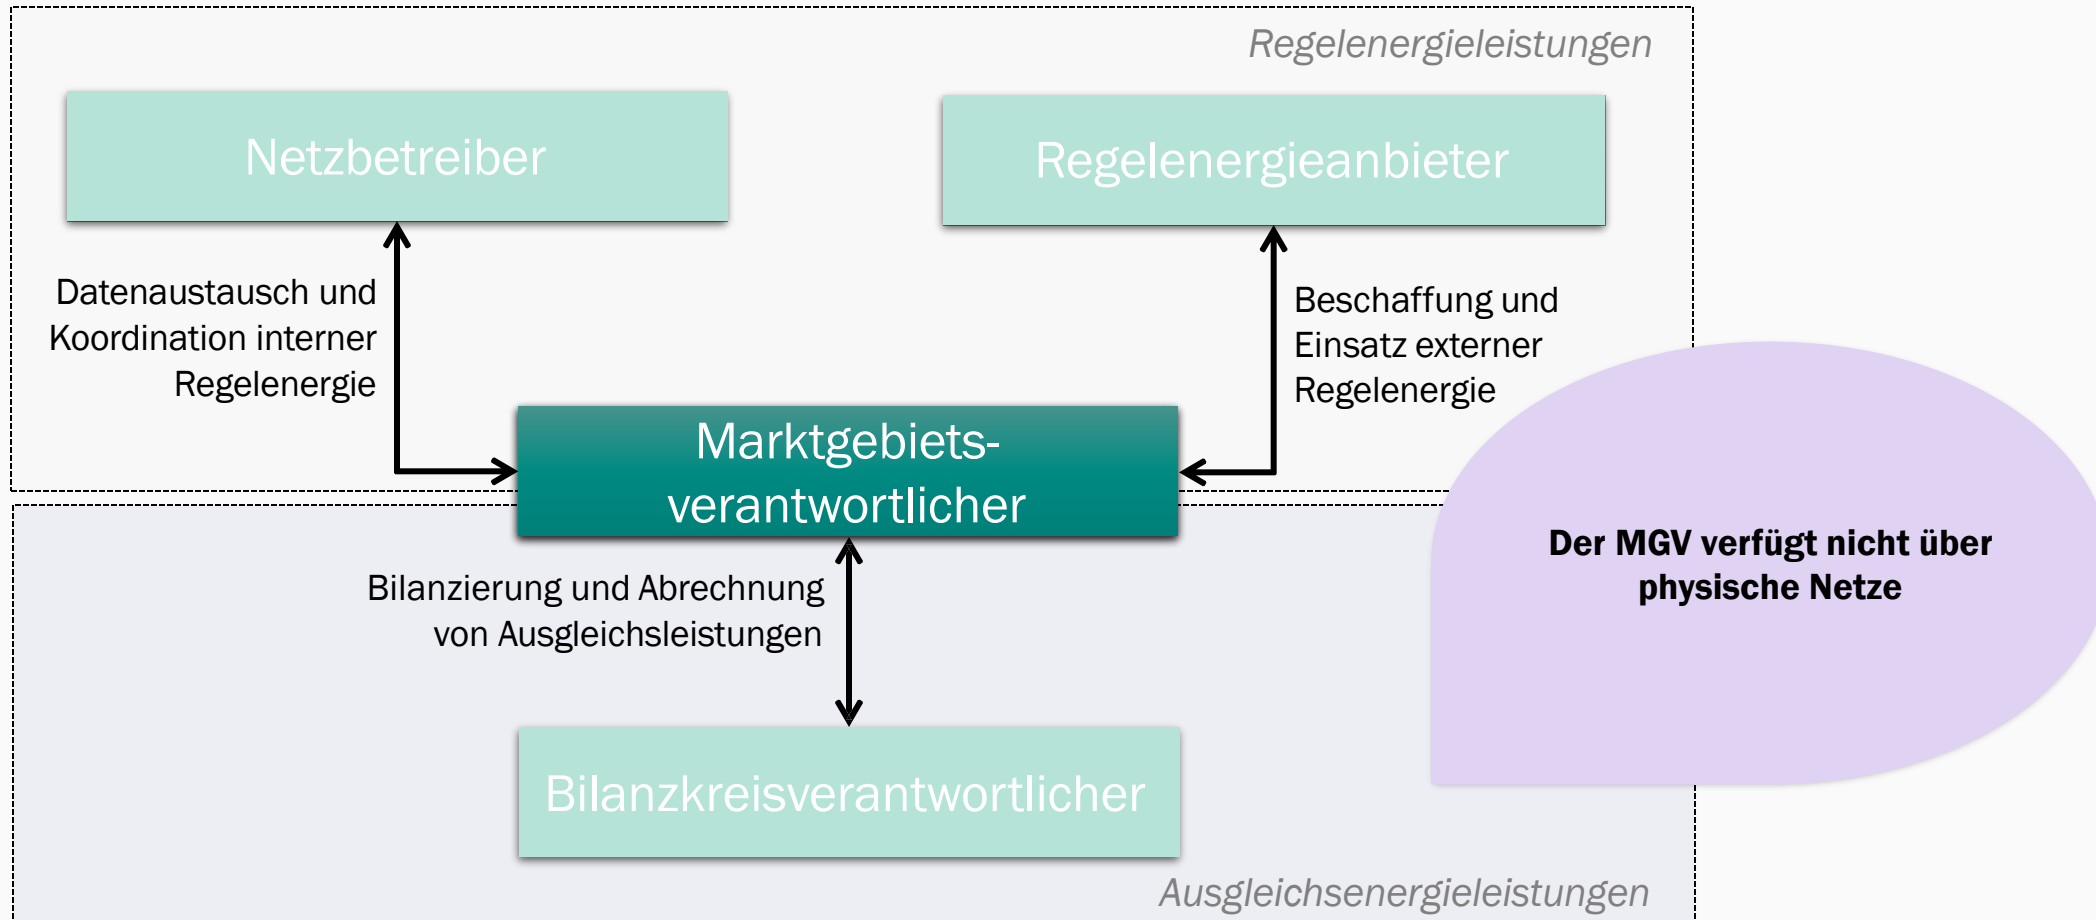 Regelenergieleistungen
Netzbetreiber
Regelenergieanbieter
Datenaustausch und
Koordination interner
Regelenergie
Beschaffung und
Einsatz externer
Regelenergie
Marktgebiets-
verantwortlicher
Der MGV verfügt nicht über
physische Netze
Bilanzierung und Abrechnung
von Ausgleichsleistungen
Bilanzkreisverantwortlicher
Ausgleichsenergieleistungen